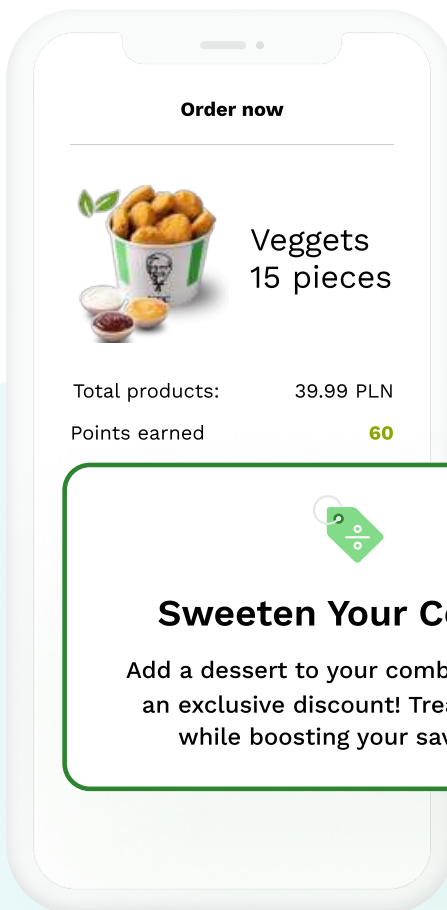 Order now
Veggets
15 pieces
Total products: 39.99 PLN
Points earned 60
Sweeten Your
Add a dessert to your
an exclusive discount!
while boosting your